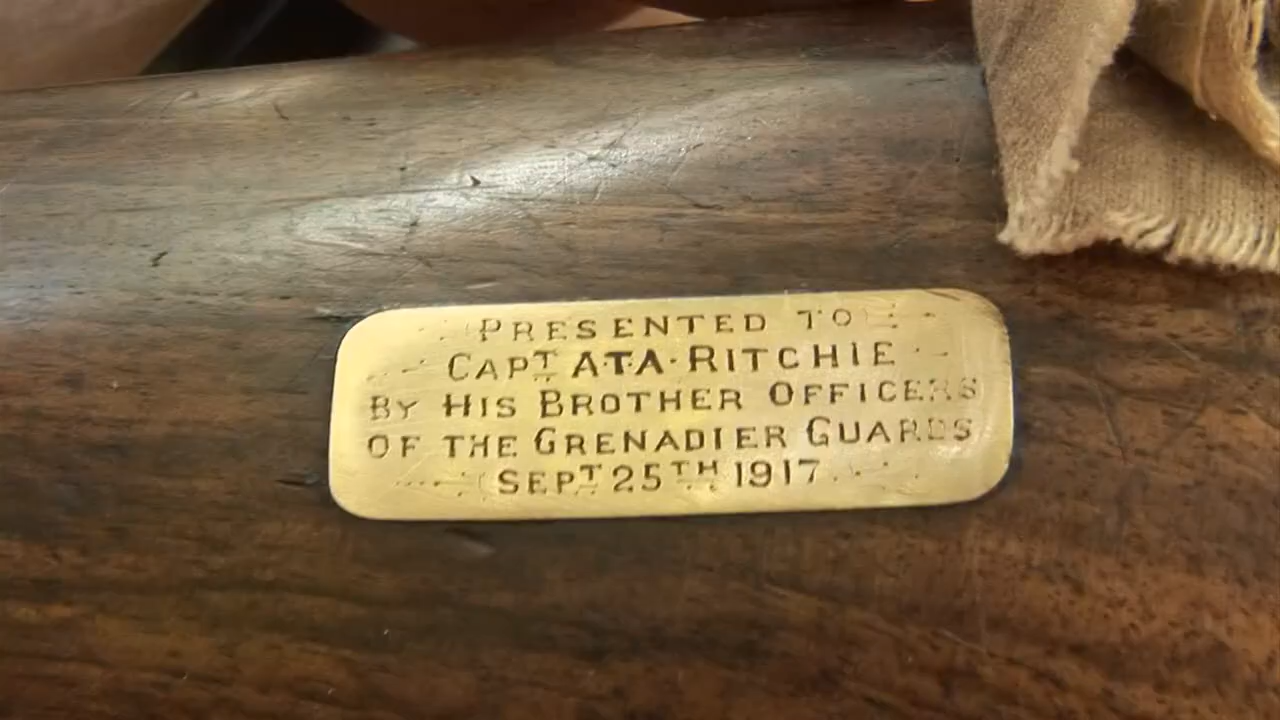 PRESENTED TO
CAPT A·T·A·RITCHIE
BY HIS BROTHER OFFICERS
OF THE GRENADIER GUARDS
SEPT 25TH 1917